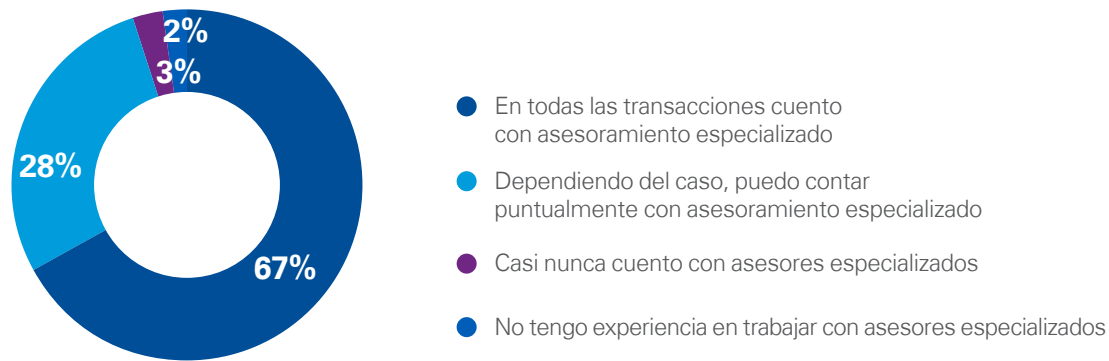 2%
3%
28%
67%
En todas las transacciones cuento
con asesoramiento especializado
Dependiendo del caso, puedo contar
puntualmente con asesoramiento especializado
Casi nunca cuento con asesores especializados
No tengo experiencia en trabajar con asesores especializados